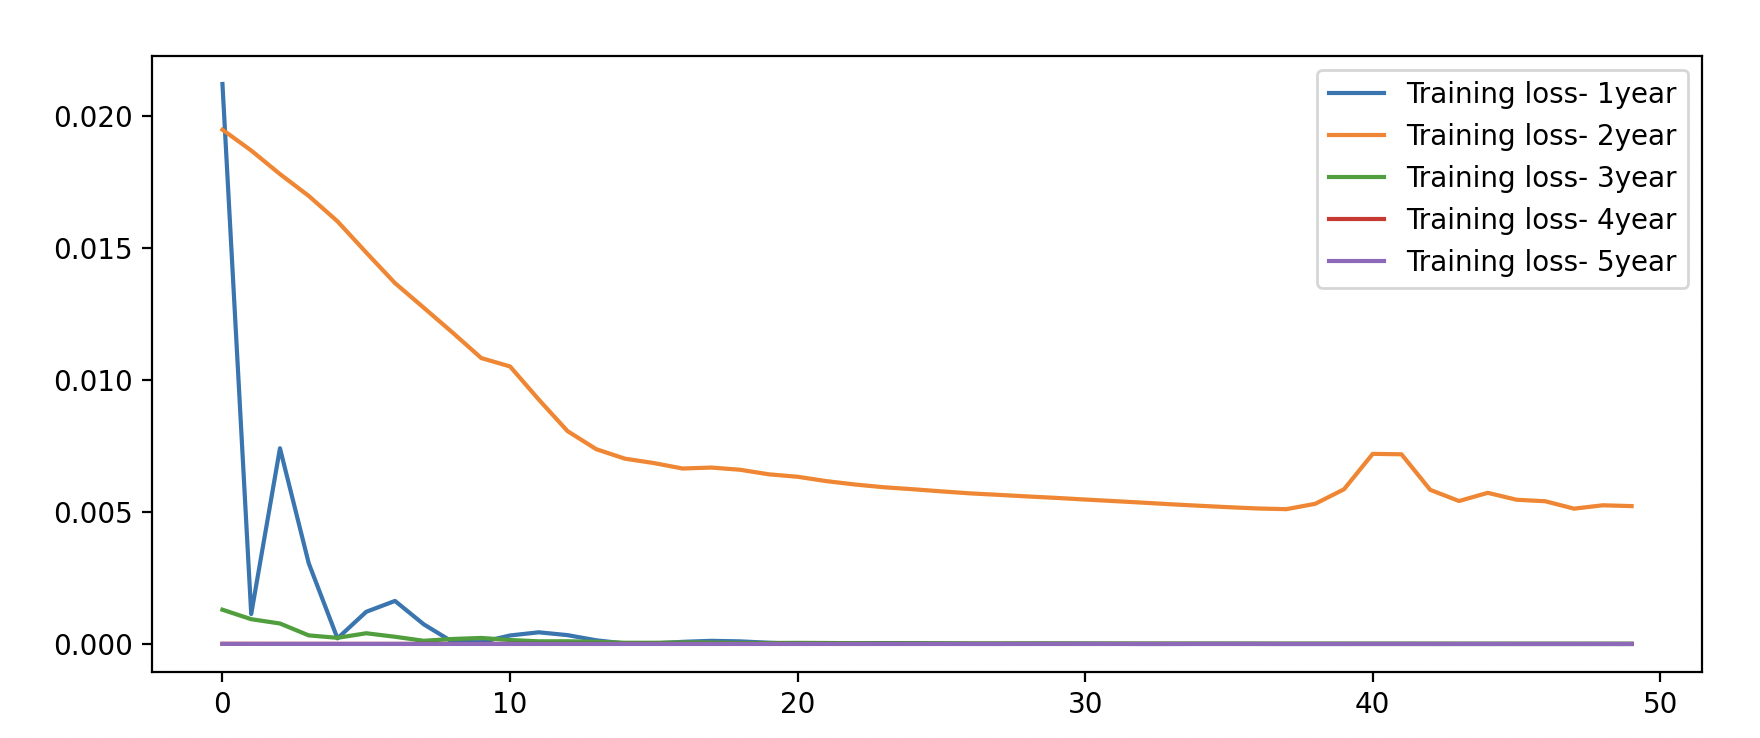 0.020
0.015
0.010
0.005
0.000
0 10 20 30 40 50
Training loss- 1year
Training loss- 2year
Training loss- 3year
Training loss- 4year
Training loss- 5year